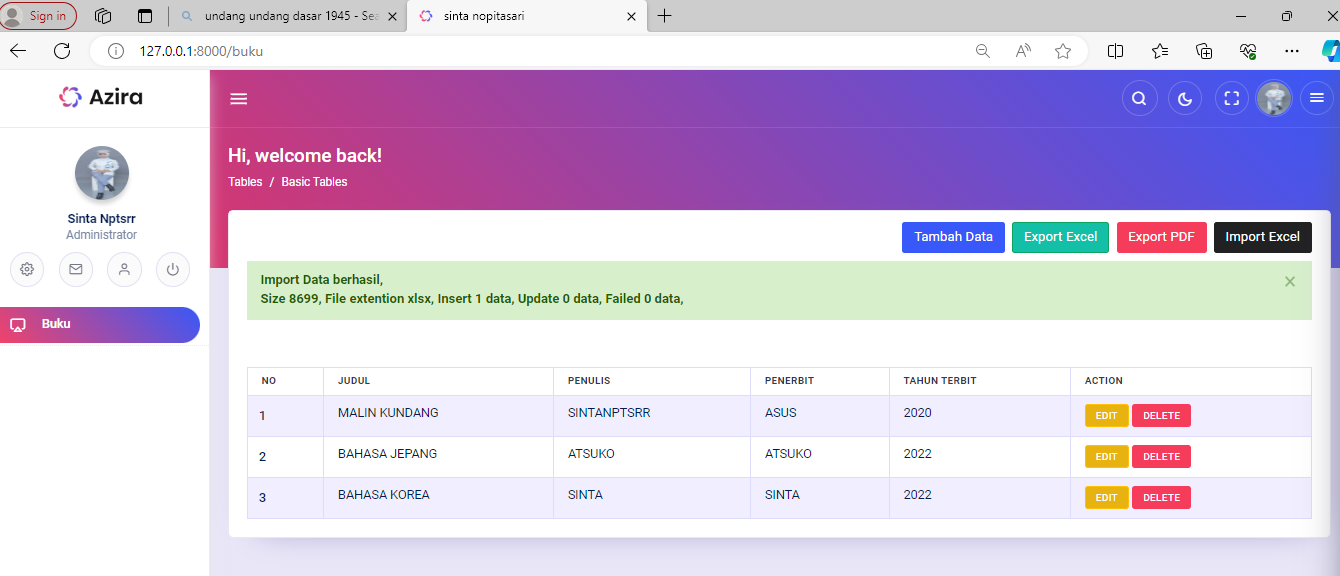 Sign in
undang undang dasar 1945 - Sea
sinta nopitasari
127.0.0.1:8000/buku
Azira
Hi, welcome back!
Tables / Basic Tables
Sinta Nptsrr
Administrator
Buku
Tambah Data Export Excel Export PDF Import Excel
Import Data berhasil,
Size 8699, File extention xlsx, Insert 1 data, Update 0 data, Failed 0 data,
NO JUDUL PENULIS PENERBIT TAHUN TERBIT ACTION
1 MALIN KUNDANG SINTANPTSRR ASUS 2020 EDIT DELETE
2 BAHASA JEPANG ATSUKO ATSUKO 2022 EDIT DELETE
3 BAHASA KOREA SINTA SINTA 2022 EDIT DELETE